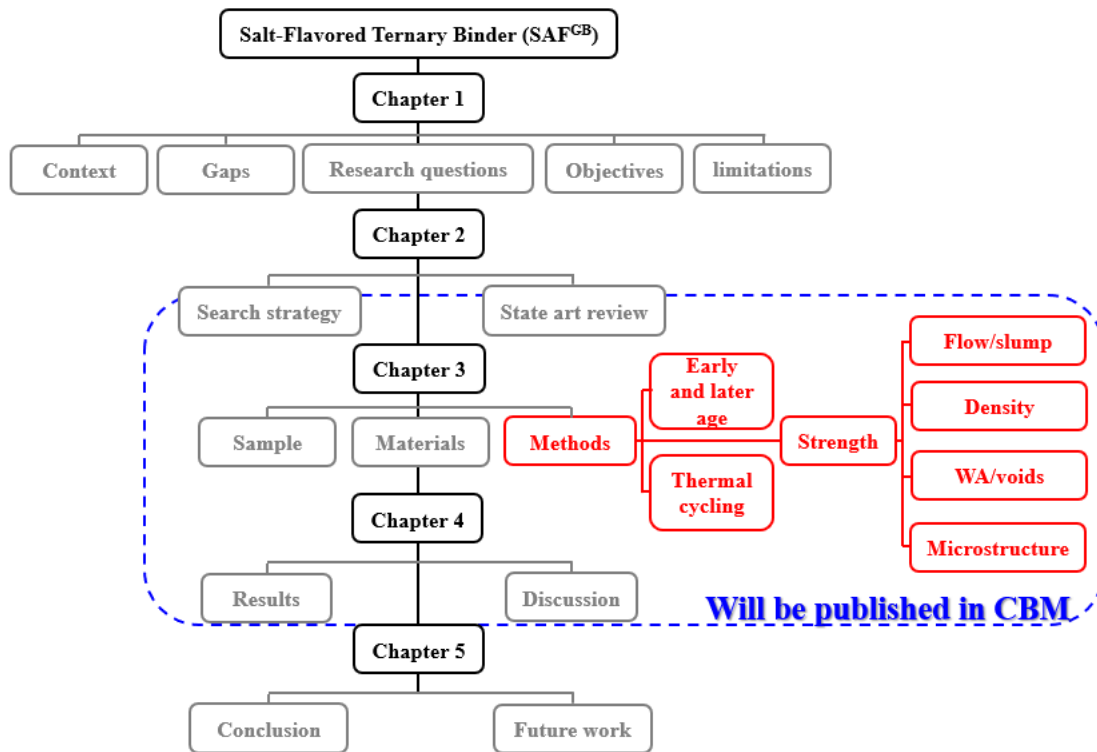 Salt-Flavored Ternary Binder (SAFGB)
Chapter 1
Context
Gaps
Research questions
Objectives
limitations
Chapter 2
Search strategy
State art review
Chapter 3
Sample
Materials
Methods
Early
and later
age
Thermal
cycling
Strength
Flow/slump
Density
WA/voids
Microstructure
Chapter 4
Results
Discussion
Will be published in CBM
Chapter 5
Conclusion
Future work